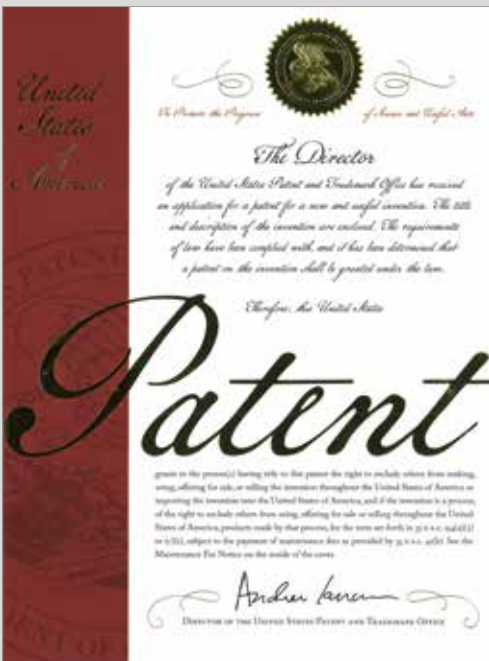 United
States
of
America
To Promote the Progress of Science and Useful Arts
The Director
of the United States Patent and Trademark Office has received
an application for a patent for a new and useful invention. The title
and description of the invention are enclosed. The requirements
of law have been complied with, and it has been determined that
a patent on the invention shall be granted under the law.
Therefore, this United States
Patent
grants to the person(s) having title to this patent the right to exclude others from making,
using, offering for sale, or selling the invention throughout the United States of America or
importing the invention into the United States of America, and if the invention is a process,
of the right to exclude others from using, offering for sale or selling throughout the United
States of America, products made by that process, for the term set forth in 35 U.S.C. 154(a)(2)
or (c)(1), subject to the payment of maintenance fees as provided by 35 U.S.C. 41(b). See the
Maintenance Fee Notice on the inside of the cover.
DIRECTOR OF THE UNITED STATES PATENT AND TRADEMARK OFFICE